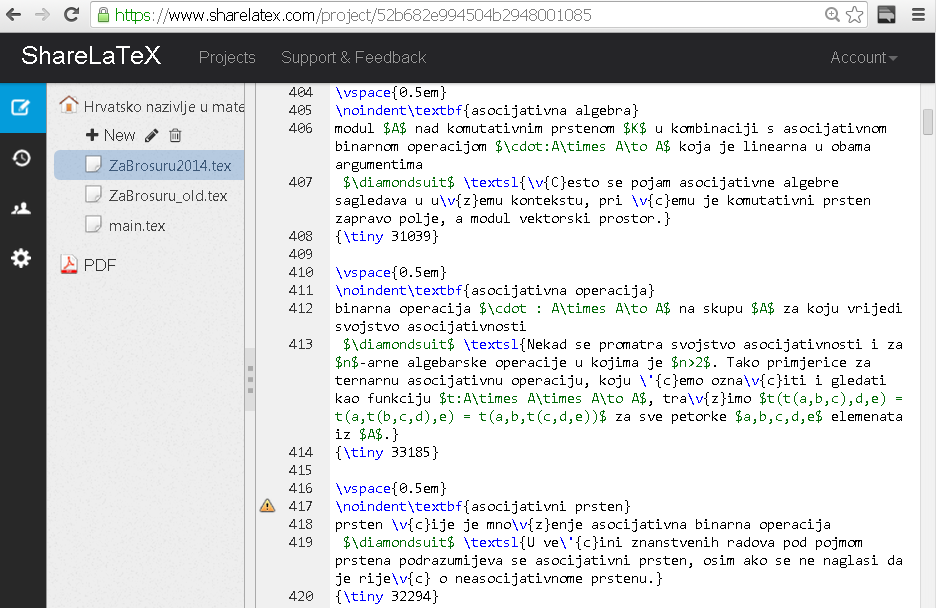 https://www.sharelatex.com/project/52b682e994504b2948001085
ShareLaTeX Projects Support & Feedback Account
Hrvatsko nazivlje u mate
New
ZaBrosuru2014.tex
ZaBrosuru_old.tex
main.tex
PDF
404 \vspace{0.5em}
405 \noindent\textbf{asocijativna algebra}
406 modul $A$ nad komutativnim prstenom $K$ u kombinaciji s asocijativnom
binarnom operacijom $\cdot:A\times A\to A$ koja je linearna u obama
argumentima
407 $\diamondsuit$ \textsl{\v{C}esto se pojam asocijativne algebre
sagledava u u\v{z}emu kontekstu, pri \v{c}emu je komutativni prsten
zapravo polje, a modul vektorski prostor.}
408 {\tiny 31039}
409
410 \vspace{0.5em}
411 \noindent\textbf{asocijativna operacija}
412 binarna operacija $\cdot : A\times A\to A$ na skupu $A$ za koju vrijedi
svojstvo asocijativnosti
413 $\diamondsuit$ \textsl{Nekad se promatra svojstvo asocijativnosti i za
$n$-arne algebarske operacije u kojima je $n>2$. Tako primjerice za
ternarnu asocijativnu operaciju, koju \'{c}emo ozna\v{c}iti i gledati
kao funkciju $t:A\times A\times A\to A$, tra\v{z}imo $t(t(a,b,c),d,e) =
t(a,t(b,c,d),e) = t(a,b,t(c,d,e))$ za sve petorke $a,b,c,d,e$ elemenata
iz $A$.}
414 {\tiny 33185}
415
416 \vspace{0.5em}
417 \noindent\textbf{asocijativni prsten}
418 prsten \v{c}ije je mno\v{z}enje asocijativna binarna operacija
419 $\diamondsuit$ \textsl{U ve\'{c}ini znanstvenih radova pod pojmom
prstena podrazumijeva se asocijativni prsten, osim ako se ne naglasi da
je rije\v{c} o neasocijativnome prstenu.}
420 {\tiny 32294}